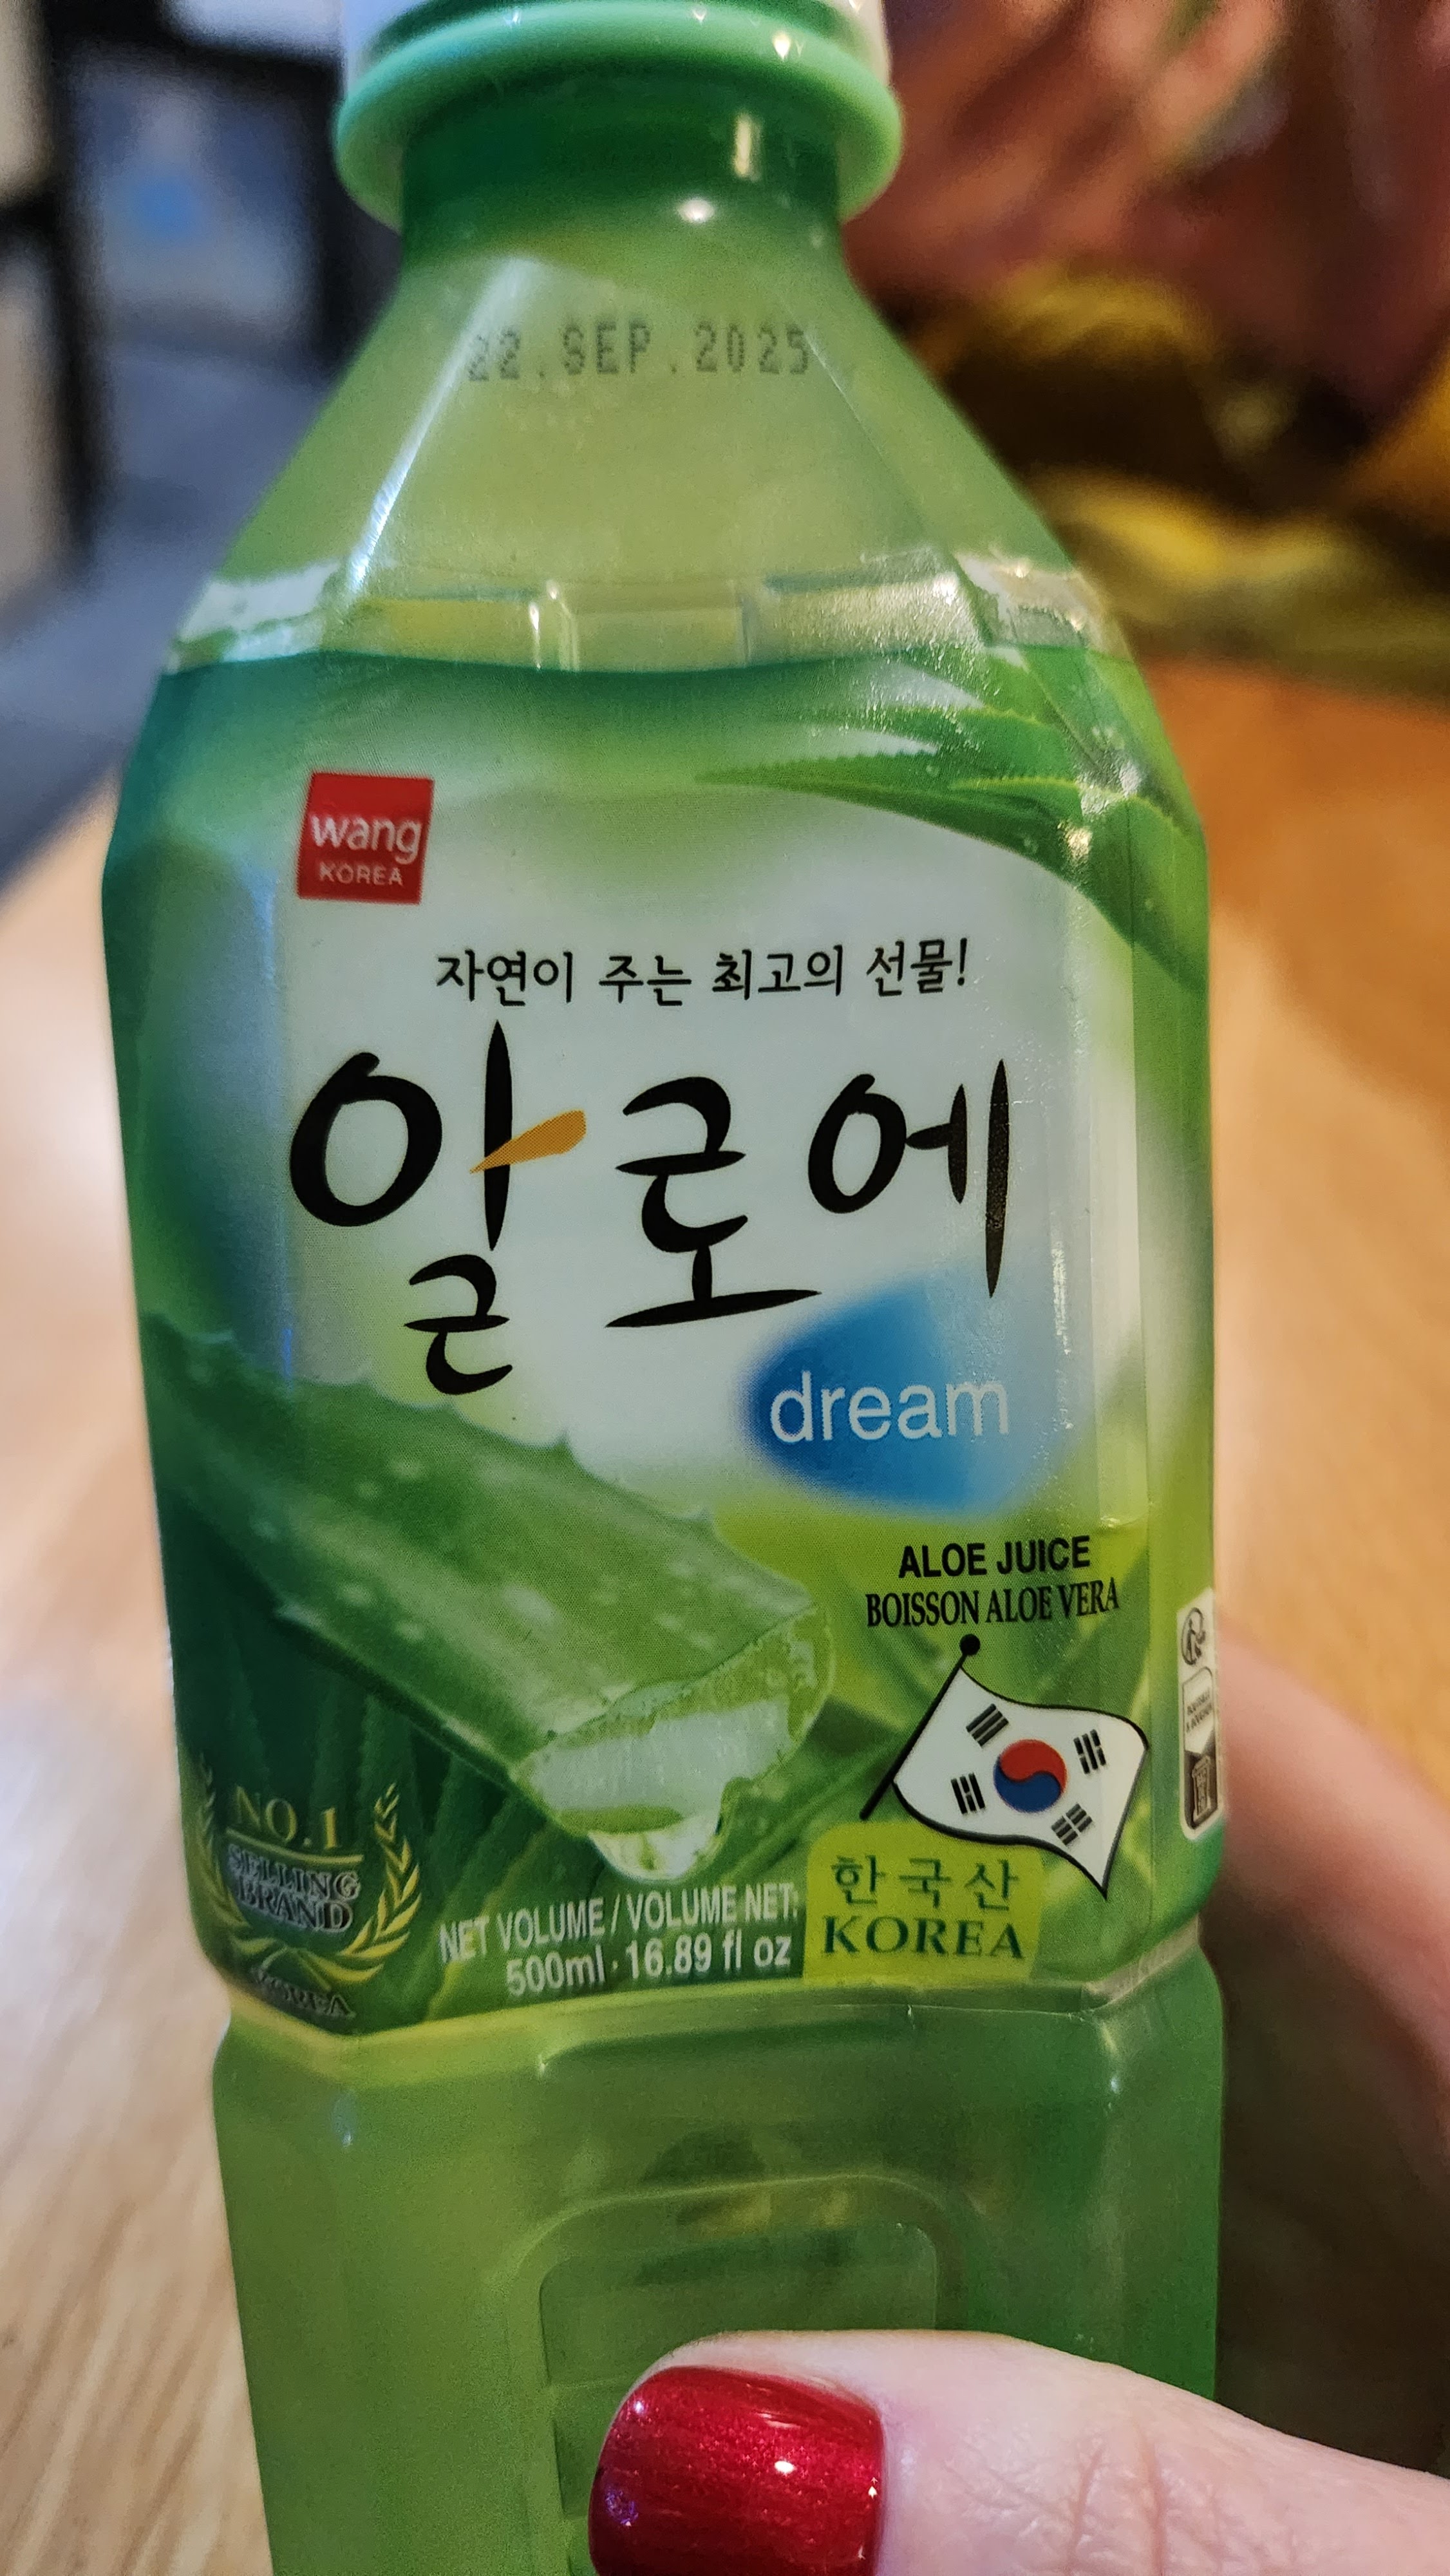 22.SEP.2025
wang
KOREA
자연이 주는 최고의 선물!
알로에
dream
ALOE JUICE
BOISSON ALOE VERA
NO.1
SELLING
BRAND
KOREA
NET VOLUME / VOLUME NET:
500ml · 16.89 fl oz
한국산
KOREA